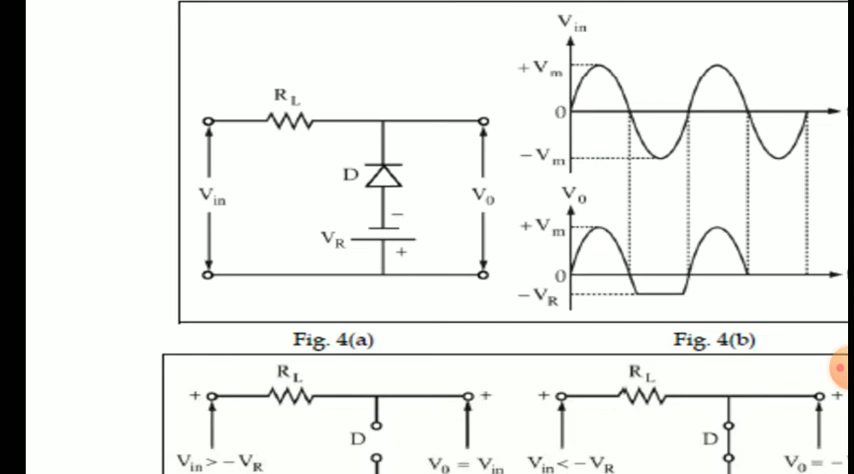 V_in
+V_m
0
-V_m
R_L
D
V_in
V_0
V_R
-
+
V_0
+V_m
0
-V_R
Fig. 4(a)
Fig. 4(b)
R_L
+
+
D
V_in > -V_R
V_0 = V_in
R_L
+
+
D
V_in < -V_R
V_0 = -